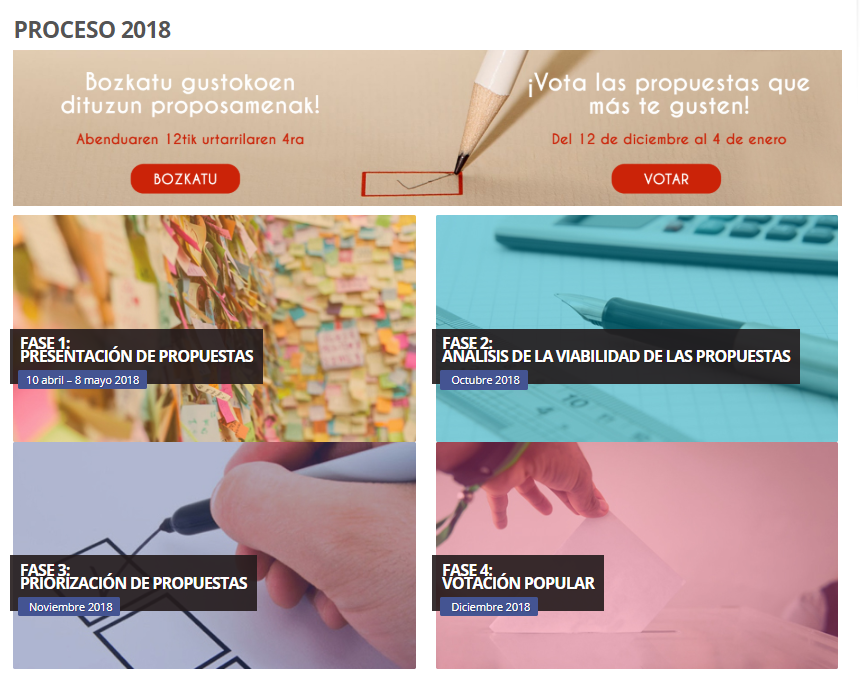 PROCESO 2018
Bozkatu gustokoen
dituzun proposamenak!
Abenduaren 12tik urtarrilaren 4ra
BOZKATU
¡Vota las propuestas que
más te gusten!
Del 12 de diciembre al 4 de enero
VOTAR
FASE 1:
PRESENTACIÓN DE PROPUESTAS
10 abril – 8 mayo 2018
FASE 2:
ANÁLISIS DE LA VIABILIDAD DE LAS PROPUESTAS
Octubre 2018
FASE 3:
PRIORIZACIÓN DE PROPUESTAS
Noviembre 2018
FASE 4:
VOTACIÓN POPULAR
Diciembre 2018